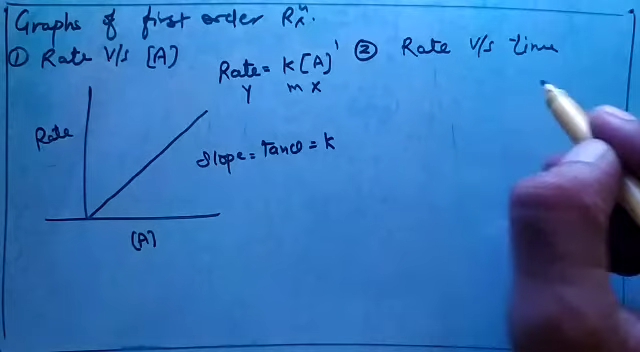 Graphs of first order Rxⁿ.
① Rate V/s [A]
Rate = K[A]¹
y m x
Rate
Slope = Tanθ = K
[A]
② Rate V/s time